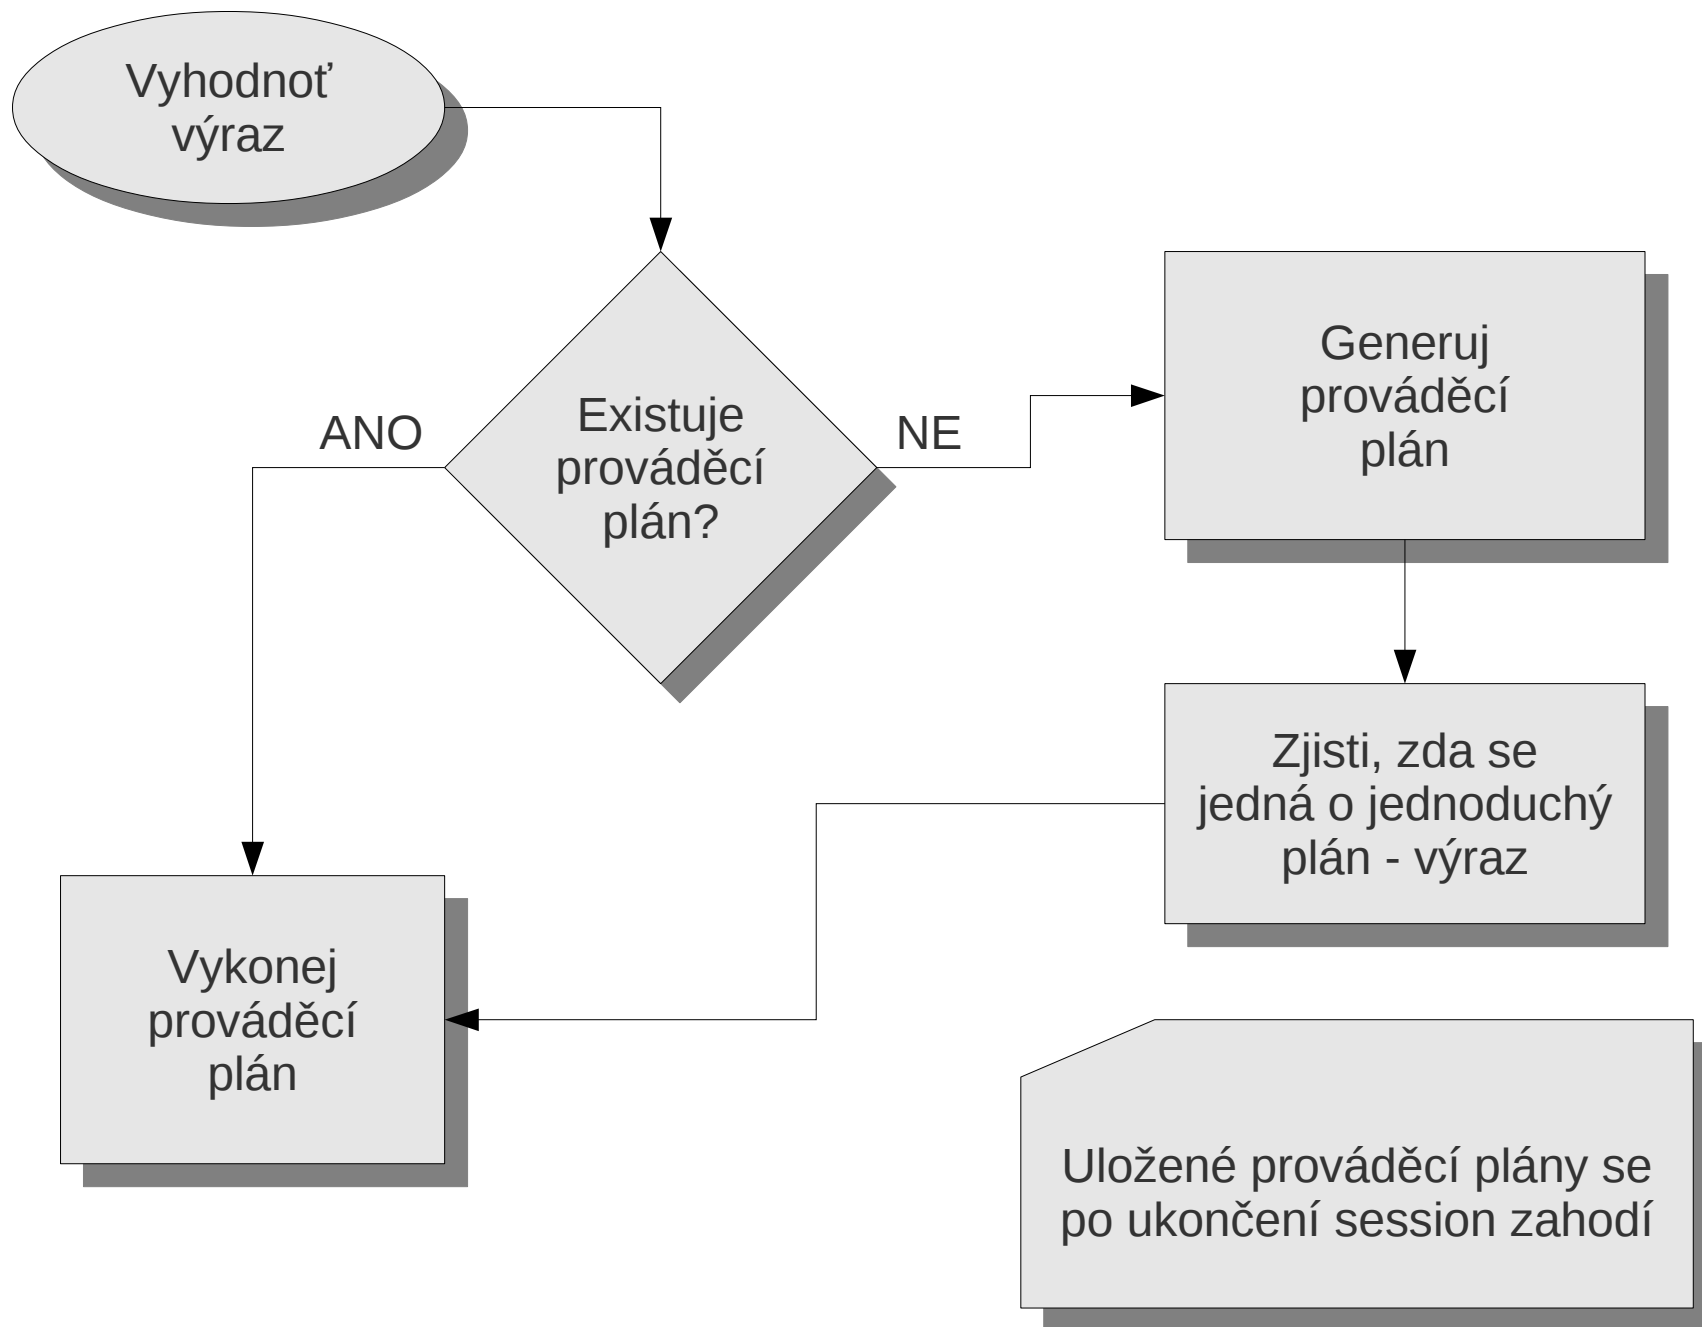 Vyhodnoť
výraz
Existuje
prováděcí
plán?
ANO
NE
Generuj
prováděcí
plán
Zjisti, zda se
jedná o jednoduchý
plán - výraz
Vykonej
prováděcí
plán
Uložené prováděcí plány se
po ukončení session zahodí